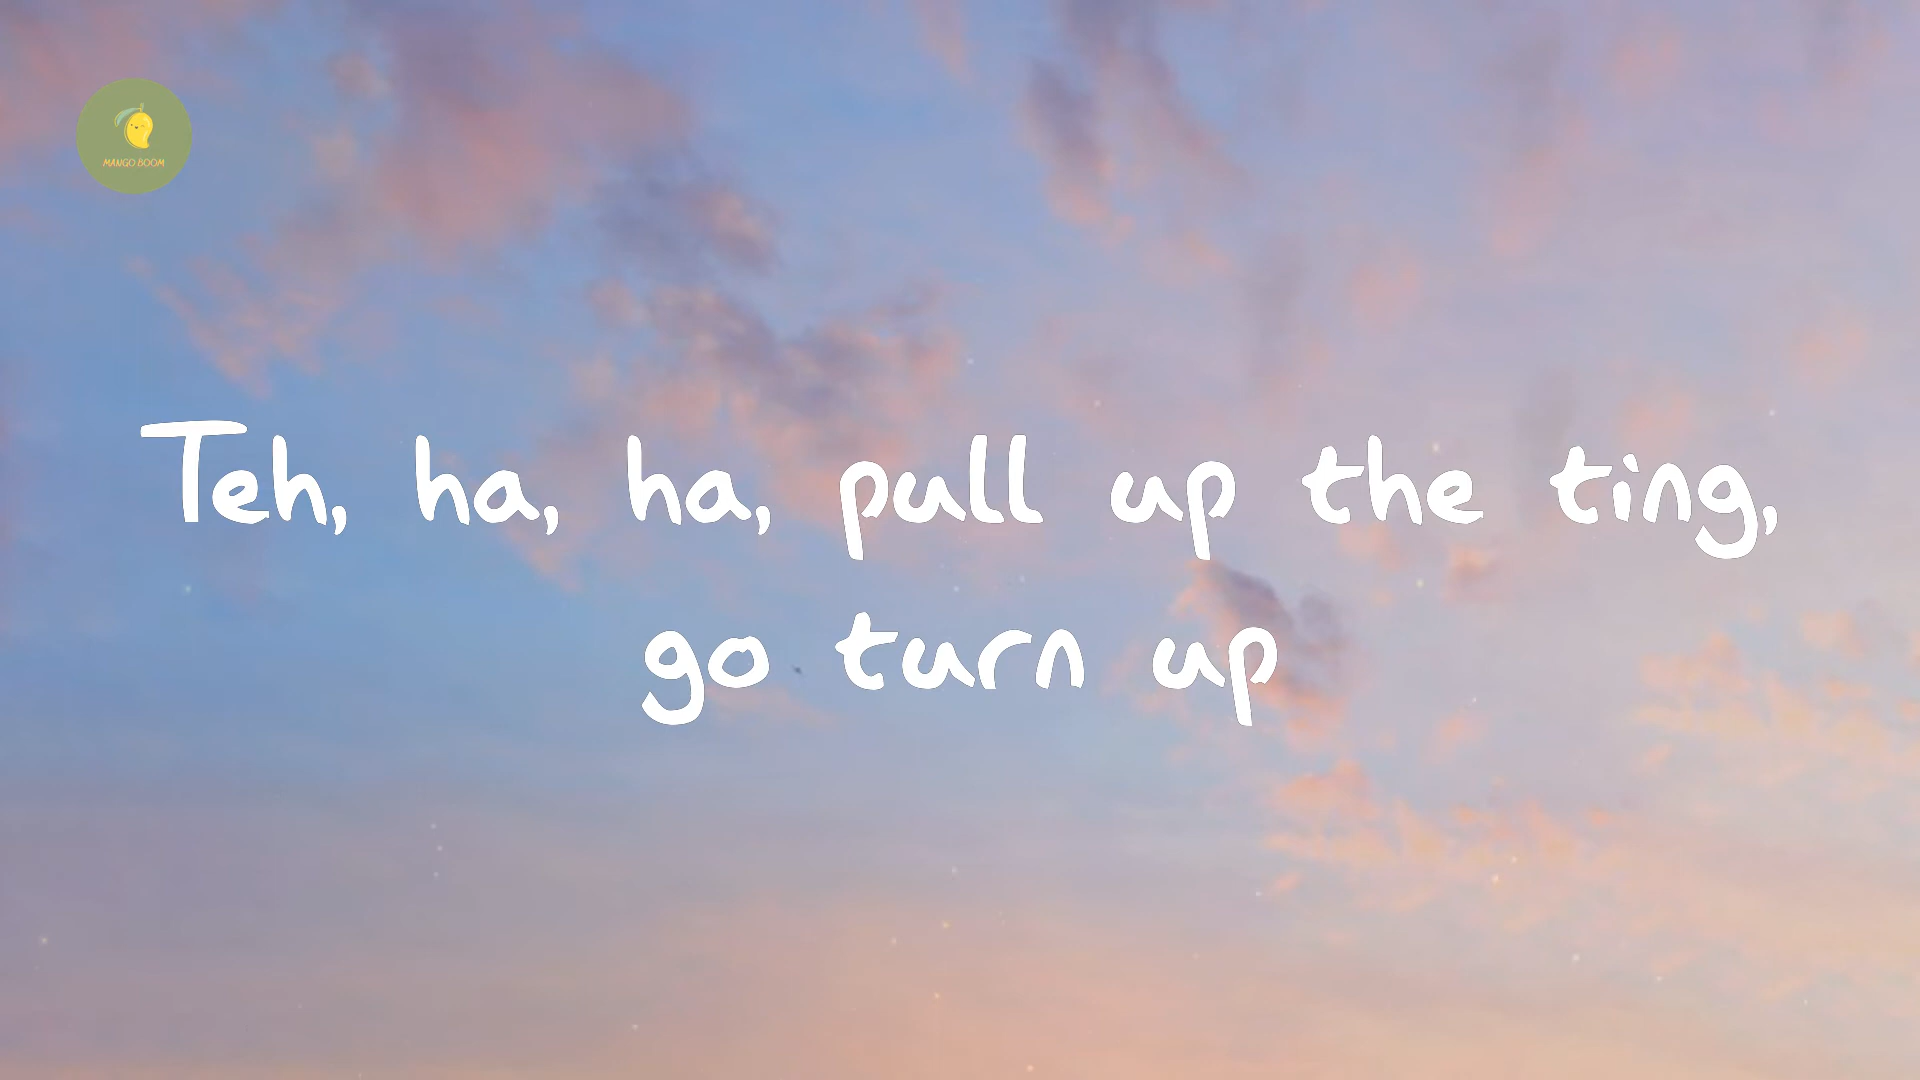 MANGO BOOM
Teh, ha, ha, pull up the ting,
go turn up